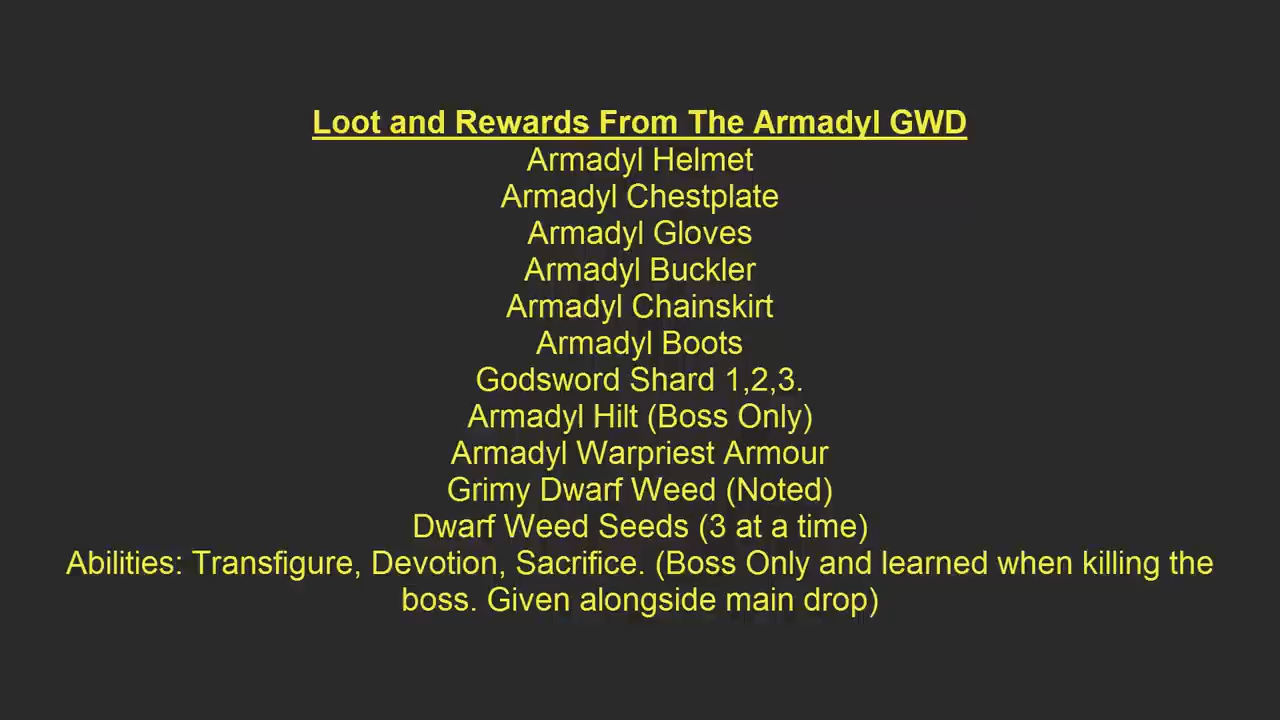 Loot and Rewards From The Armadyl GWD
Armadyl Helmet
Armadyl Chestplate
Armadyl Gloves
Armadyl Buckler
Armadyl Chainskirt
Armadyl Boots
Godsword Shard 1,2,3.
Armadyl Hilt (Boss Only)
Armadyl Warpriest Armour
Grimy Dwarf Weed (Noted)
Dwarf Weed Seeds (3 at a time)
Abilities: Transfigure, Devotion, Sacrifice. (Boss Only and learned when killing the
boss. Given alongside main drop)